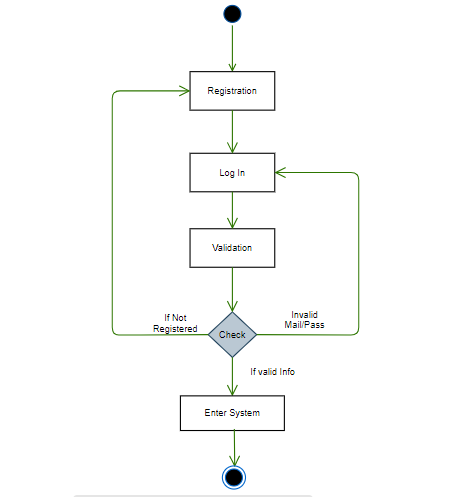 Registration
Log In
Validation
If Not
Registered
Check
Invalid
Mail/Pass
If valid Info
Enter System